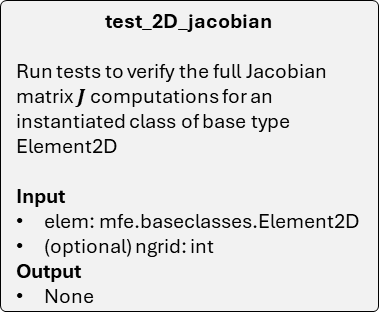 test_2D_jacobian
Run tests to verify the full Jacobian
matrix J computations for an
instantiated class of base type
Element2D
Input
• elem: mfe.baseclasses.Element2D
• (optional) ngrid: int
Output
• None